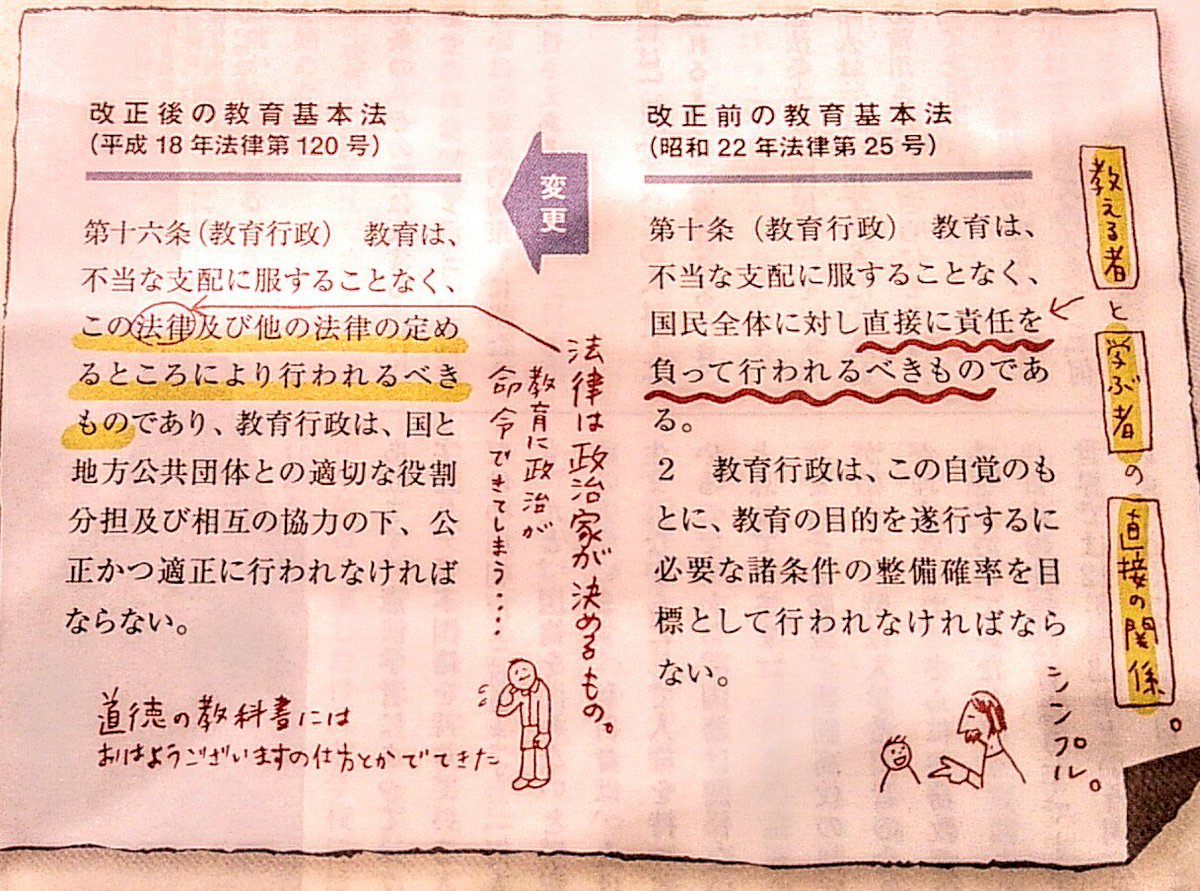 改正前の教育基本法
（昭和22年法律第25号）
第十条（教育行政）　教育は、
不当な支配に服することなく、
国民全体に対し直接に責任を
負って行われるべきものであ
る。
２　教育行政は、この自覚のも
とに、教育の目的を遂行するに
必要な諸条件の整備確率を目
標として行われなければなら
ない。
教える者と学ぶ者の直接の関係。
シンプル。
変更
改正後の教育基本法
（平成18年法律第120号）
第十六条（教育行政）　教育は、
不当な支配に服することなく、
この法律及び他の法律の定め
るところにより行われるべき
ものであり、教育行政は、国と
地方公共団体との適切な役割
分担及び相互の協力の下、公
正かつ適正に行われなければ
ならない。
法律は政治家が決めるもの。
教育に政治が
命令できてしまう・・・・
道徳の教科書には
おはようございますの仕方とかでてきた